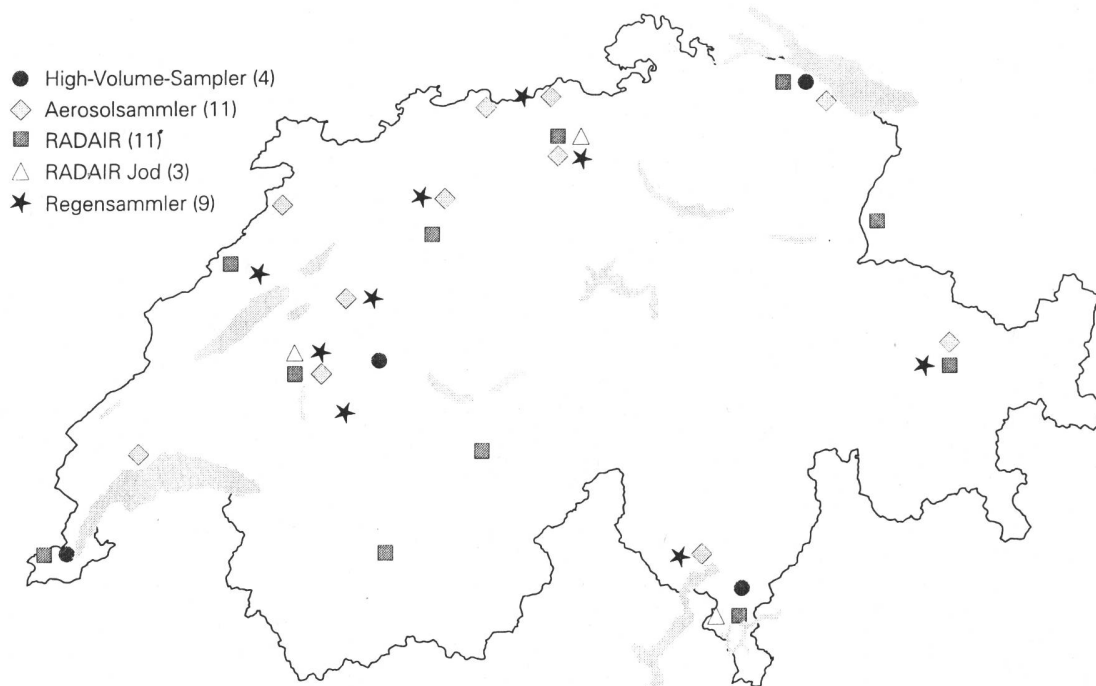 High-Volume-Sampler (4)
Aerosolsammler (11)
RADAIR (11)
RADAIR Jod (3)
Regensammler (9)